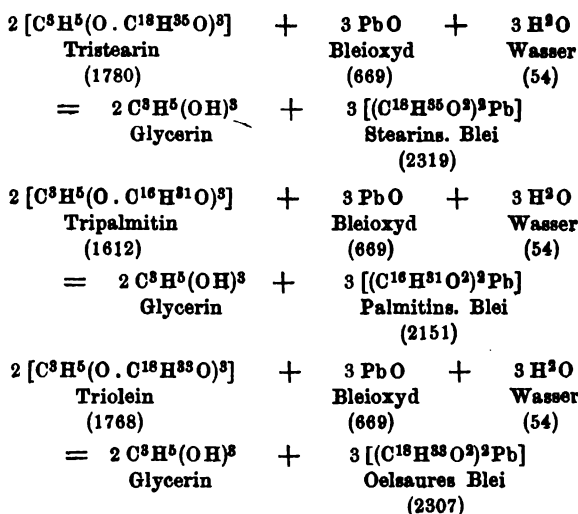 2 [C³H⁵(O . C¹⁸H³⁵O)³] + 3 PbO + 3 H²O
Tristearin Bleioxyd Wasser
(1780) (669) (54)
= 2 C³H⁵(OH)³ + 3 [(C¹⁸H³⁵O²)²Pb]
Glycerin Stearins. Blei
(2319)
2 [C³H⁵(O . C¹⁶H³¹O)³] + 3 PbO + 3 H²O
Tripalmitin Bleioxyd Wasser
(1612) (669) (54)
= 2 C³H⁵(OH)³ + 3 [(C¹⁶H³¹O²)²Pb]
Glycerin Palmitins. Blei
(2151)
2 [C³H⁵(O . C¹⁸H³³O)³] + 3 PbO + 3 H²O
Triolein Bleioxyd Wasser
(1768) (669) (54)
= 2 C³H⁵(OH)³ + 3 [(C¹⁸H³³O²)²Pb]
Glycerin Oelsaures Blei
(2307)